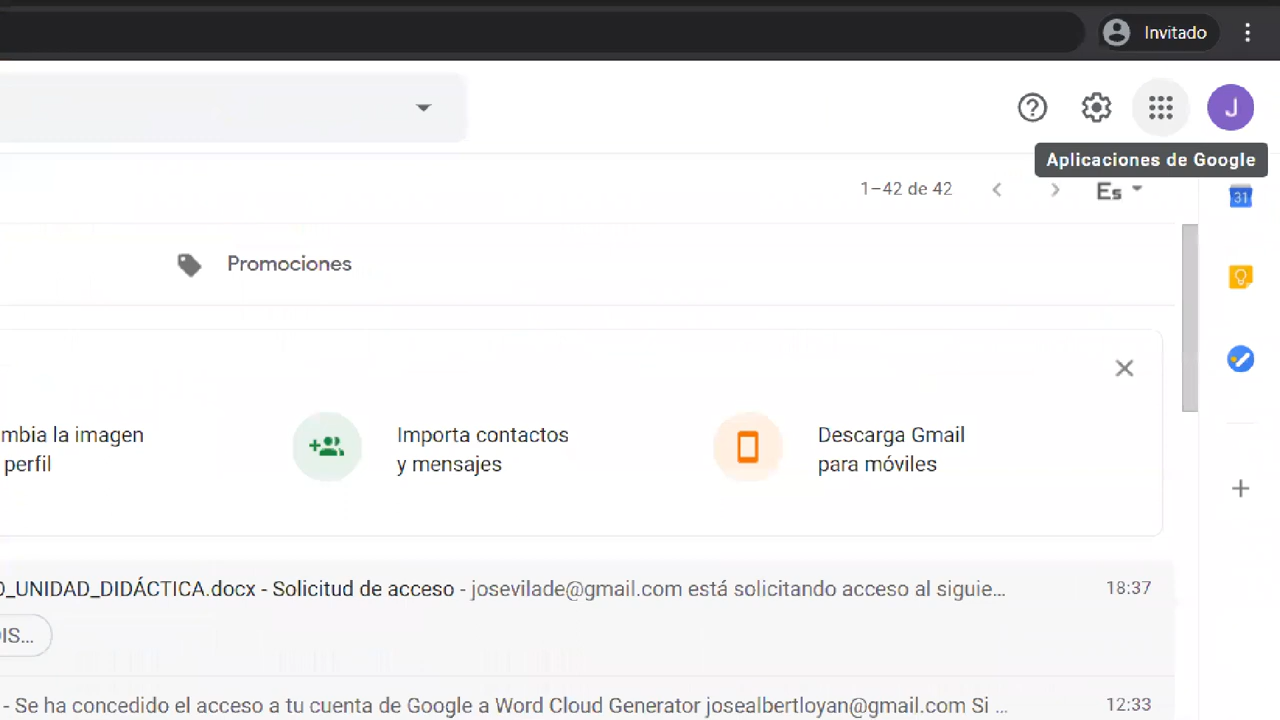 Invitado
J
Aplicaciones de Google
1–42 de 42
Es
31
Promociones
mbia la imagen
perfil
Importa contactos
y mensajes
Descarga Gmail
para móviles
_UNIDAD_DIDÁCTICA.docx - Solicitud de acceso - josevilade@gmail.com está solicitando acceso al siguie... 18:37
IS...
- Se ha concedido el acceso a tu cuenta de Google a Word Cloud Generator josealbertloyan@gmail.com Si ... 12:33